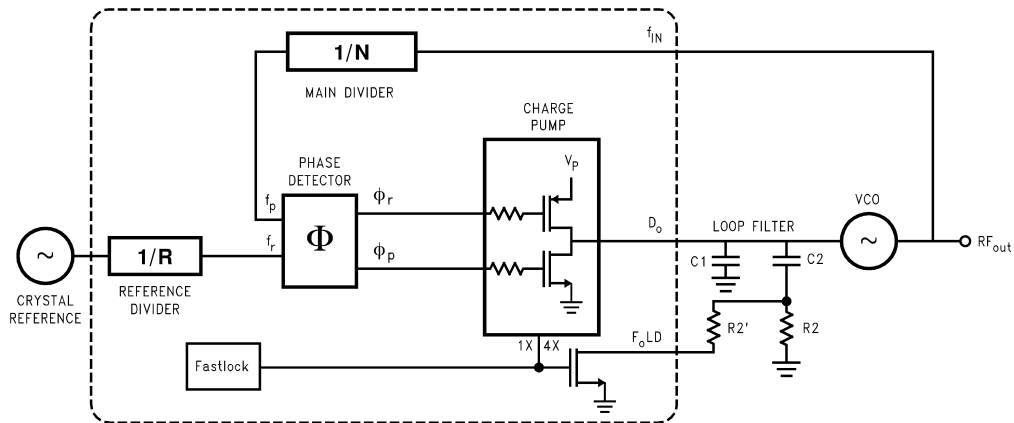 f_IN
1/N
MAIN DIVIDER
CHARGE
PUMP
V_P
PHASE
DETECTOR
f_p
f_r
Φ
ϕ_r
ϕ_p
D_o
LOOP FILTER
VCO
~
RF_out
C1
C2
~
1/R
CRYSTAL
REFERENCE
REFERENCE
DIVIDER
R2'
R2
1X
4X
F_oLD
Fastlock